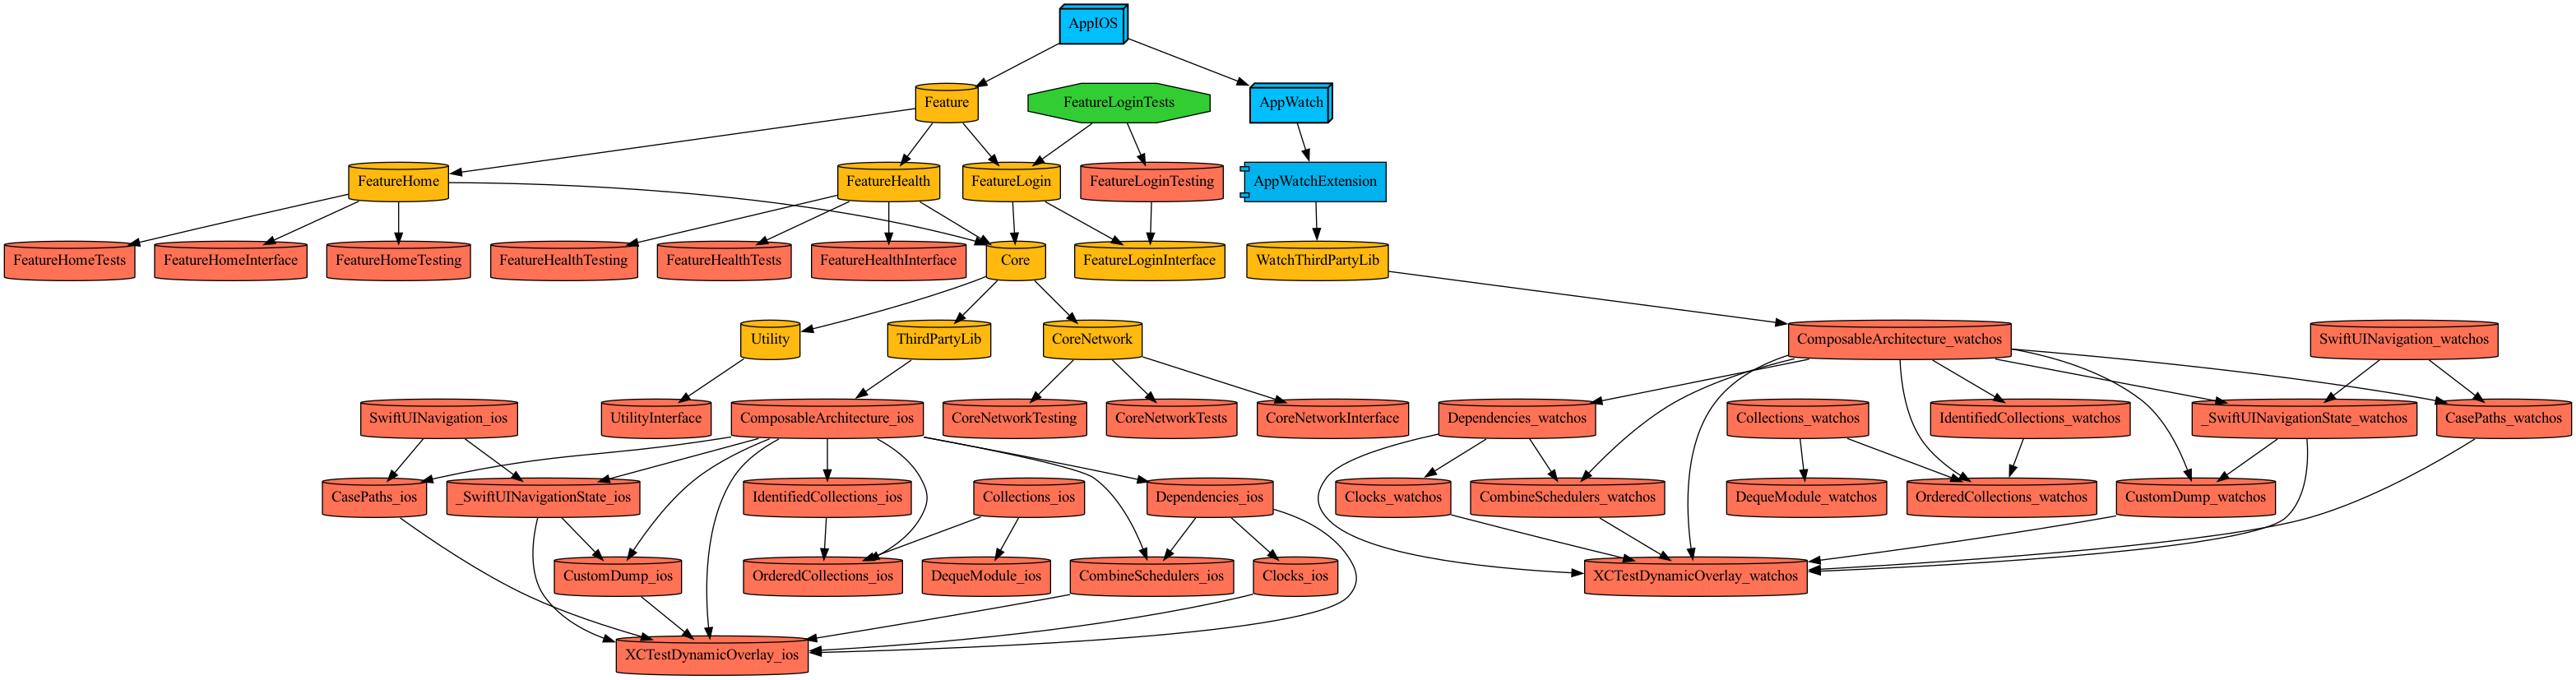 AppIOS
Feature
FeatureLoginTests
AppWatch
FeatureHome
FeatureHealth
FeatureLogin
FeatureLoginTesting
AppWatchExtension
FeatureHomeTests
FeatureHomeInterface
FeatureHomeTesting
FeatureHealthTesting
FeatureHealthTests
FeatureHealthInterface
Core
FeatureLoginInterface
WatchThirdPartyLib
Utility
ThirdPartyLib
CoreNetwork
ComposableArchitecture_watchos
SwiftUINavigation_watchos
SwiftUINavigation_ios
UtilityInterface
ComposableArchitecture_ios
CoreNetworkTesting
CoreNetworkTests
CoreNetworkInterface
Dependencies_watchos
Collections_watchos
IdentifiedCollections_watchos
_SwiftUINavigationState_watchos
CasePaths_watchos
CasePaths_ios
_SwiftUINavigationState_ios
IdentifiedCollections_ios
Collections_ios
Dependencies_ios
Clocks_watchos
CombineSchedulers_watchos
DequeModule_watchos
OrderedCollections_watchos
CustomDump_watchos
CustomDump_ios
OrderedCollections_ios
DequeModule_ios
CombineSchedulers_ios
Clocks_ios
XCTestDynamicOverlay_watchos
XCTestDynamicOverlay_ios